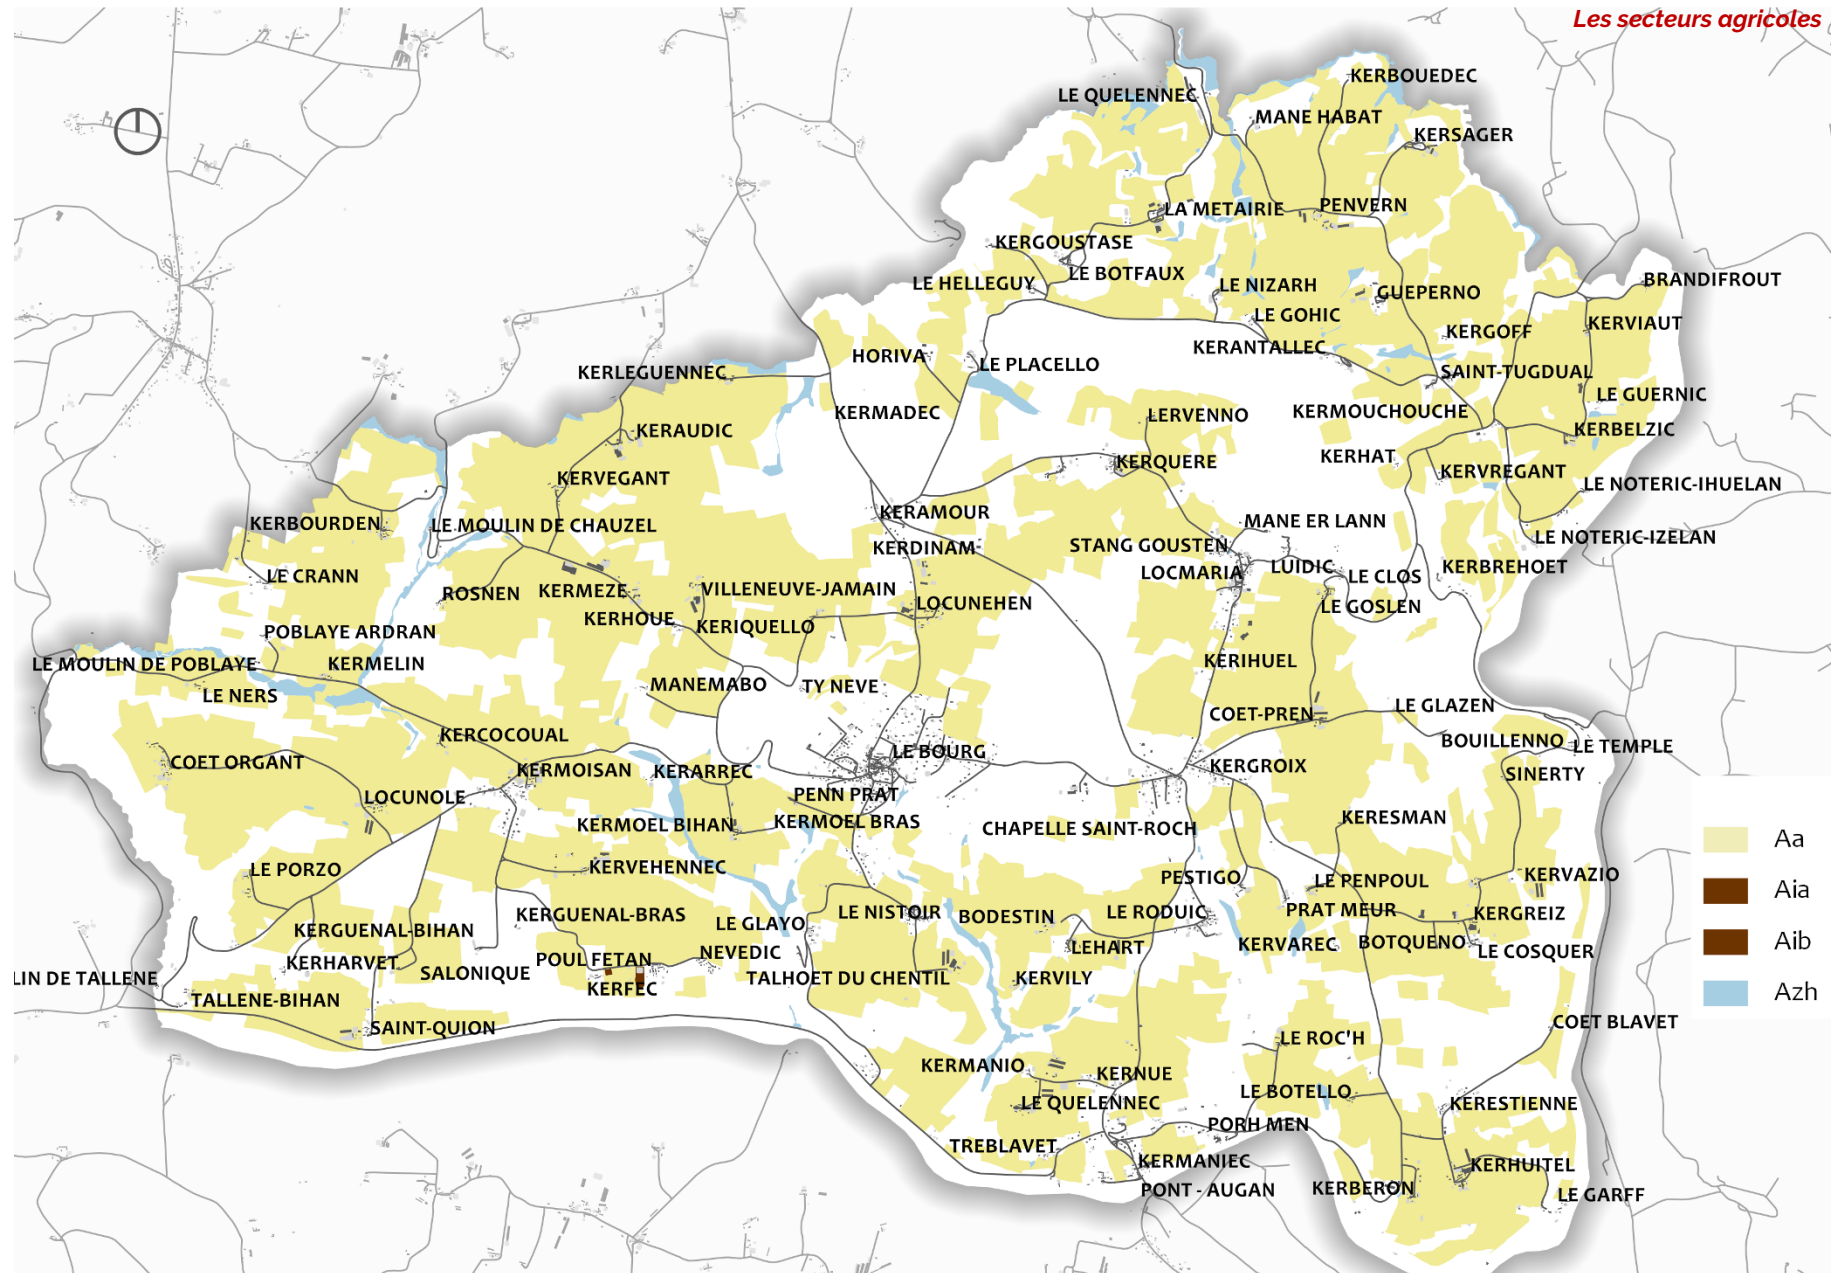 Les secteurs agricoles
KERBOUEDEC
LE QUELENNEC
MANE HABAT
KERSAGER
LA METAIRIE
PENVERN
KERGOUSTASE
LE BOTFAUX
LE HELLEGUY
LE NIZARH
GUEPERNO
BRANDIFROUT
LE GOHIC
KERGOFF
KERVIAUT
KERANTALLEC
HORIVA
LE PLACELLO
KERLEGUENNEC
SAINT-TUGDUAL
LE GUERNIC
KERMADEC
LERVENNO
KERMOUCHOUCHE
KERAUDIC
KERBELZIC
KERHAT
KERQUERE
KERVREGANT
KERVEGANT
LE NOTERIC-IHUELAN
KERAMOUR
KERBOURDEN
LE MOULIN DE CHAUZEL
MANE ER LANN
LE NOTERIC-IZELAN
KERDINAM
STANG GOUSTEN
LOCMARIA
LUIDIC
LE CLOS
KERBREHOET
LE CRANN
ROSNEN
KERMEZE
VILLENEUVE-JAMAIN
LOCUNEHEN
LE GOSLEN
KERHOUE
KERIQUELLO
POBLAYE ARDRAN
LE MOULIN DE POBLAYE
KERMELIN
KERIHUEL
LE NERS
MANEMABO
TY NEVE
COET-PREN
LE GLAZEN
KERCOCOUAL
BOUILLENNO
LE TEMPLE
LE BOURG
COET ORGANT
KERMOISAN
KERARREC
KERGROIX
SINERTY
LOCUNOLE
PENN PRAT
KERMOEL BIHAN
KERMOEL BRAS
CHAPELLE SAINT-ROCH
KERESMAN
Aa
LE PORZO
KERVEHENNEC
PESTIGO
LE PENPOUL
KERVAZIO
Aia
KERGUENAL-BRAS
LE GLAYO
LE NISTOIR
BODESTIN
LE RODUIC
PRAT MEUR
KERGREIZ
KERGUENAL-BIHAN
LEHART
KERVAREC
BOTQUENO
LE COSQUER
Aib
KERHARVET
SALONIQUE
POUL FETAN
NEVEDIC
LIN DE TALLENE
KERFEC
TALHOET DU CHENTIL
KERVILY
Azh
TALLENE-BIHAN
SAINT-QUION
COET BLAVET
LE ROC'H
KERMANIO
KERNUE
LE BOTELLO
LE QUELENNEC
KERESTIENNE
PORH MEN
TREBLAVET
KERMANIEC
KERHUITEL
PONT - AUGAN
KERBERON
LE GARFF